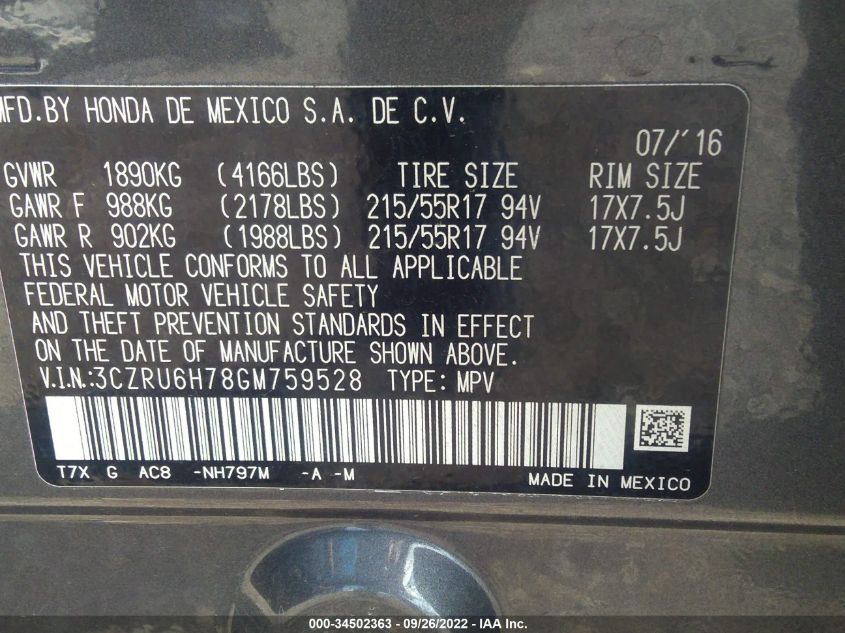 MFD.BY HONDA DE MEXICO S.A. DE C.V.
07/'16
GVWR 1890KG (4166LBS) TIRE SIZE RIM SIZE
GAWR F 988KG (2178LBS) 215/55R17 94V 17X7.5J
GAWR R 902KG (1988LBS) 215/55R17 94V 17X7.5J
THIS VEHICLE CONFORMS TO ALL APPLICABLE
FEDERAL MOTOR VEHICLE SAFETY
AND THEFT PREVENTION STANDARDS IN EFFECT
ON THE DATE OF MANUFACTURE SHOWN ABOVE.
V.I.N.:3CZRU6H78GM759528 TYPE: MPV
T7X G AC8 -NH797M -A -M MADE IN MEXICO
000-34502363 - 09/26/2022 - IAA Inc.